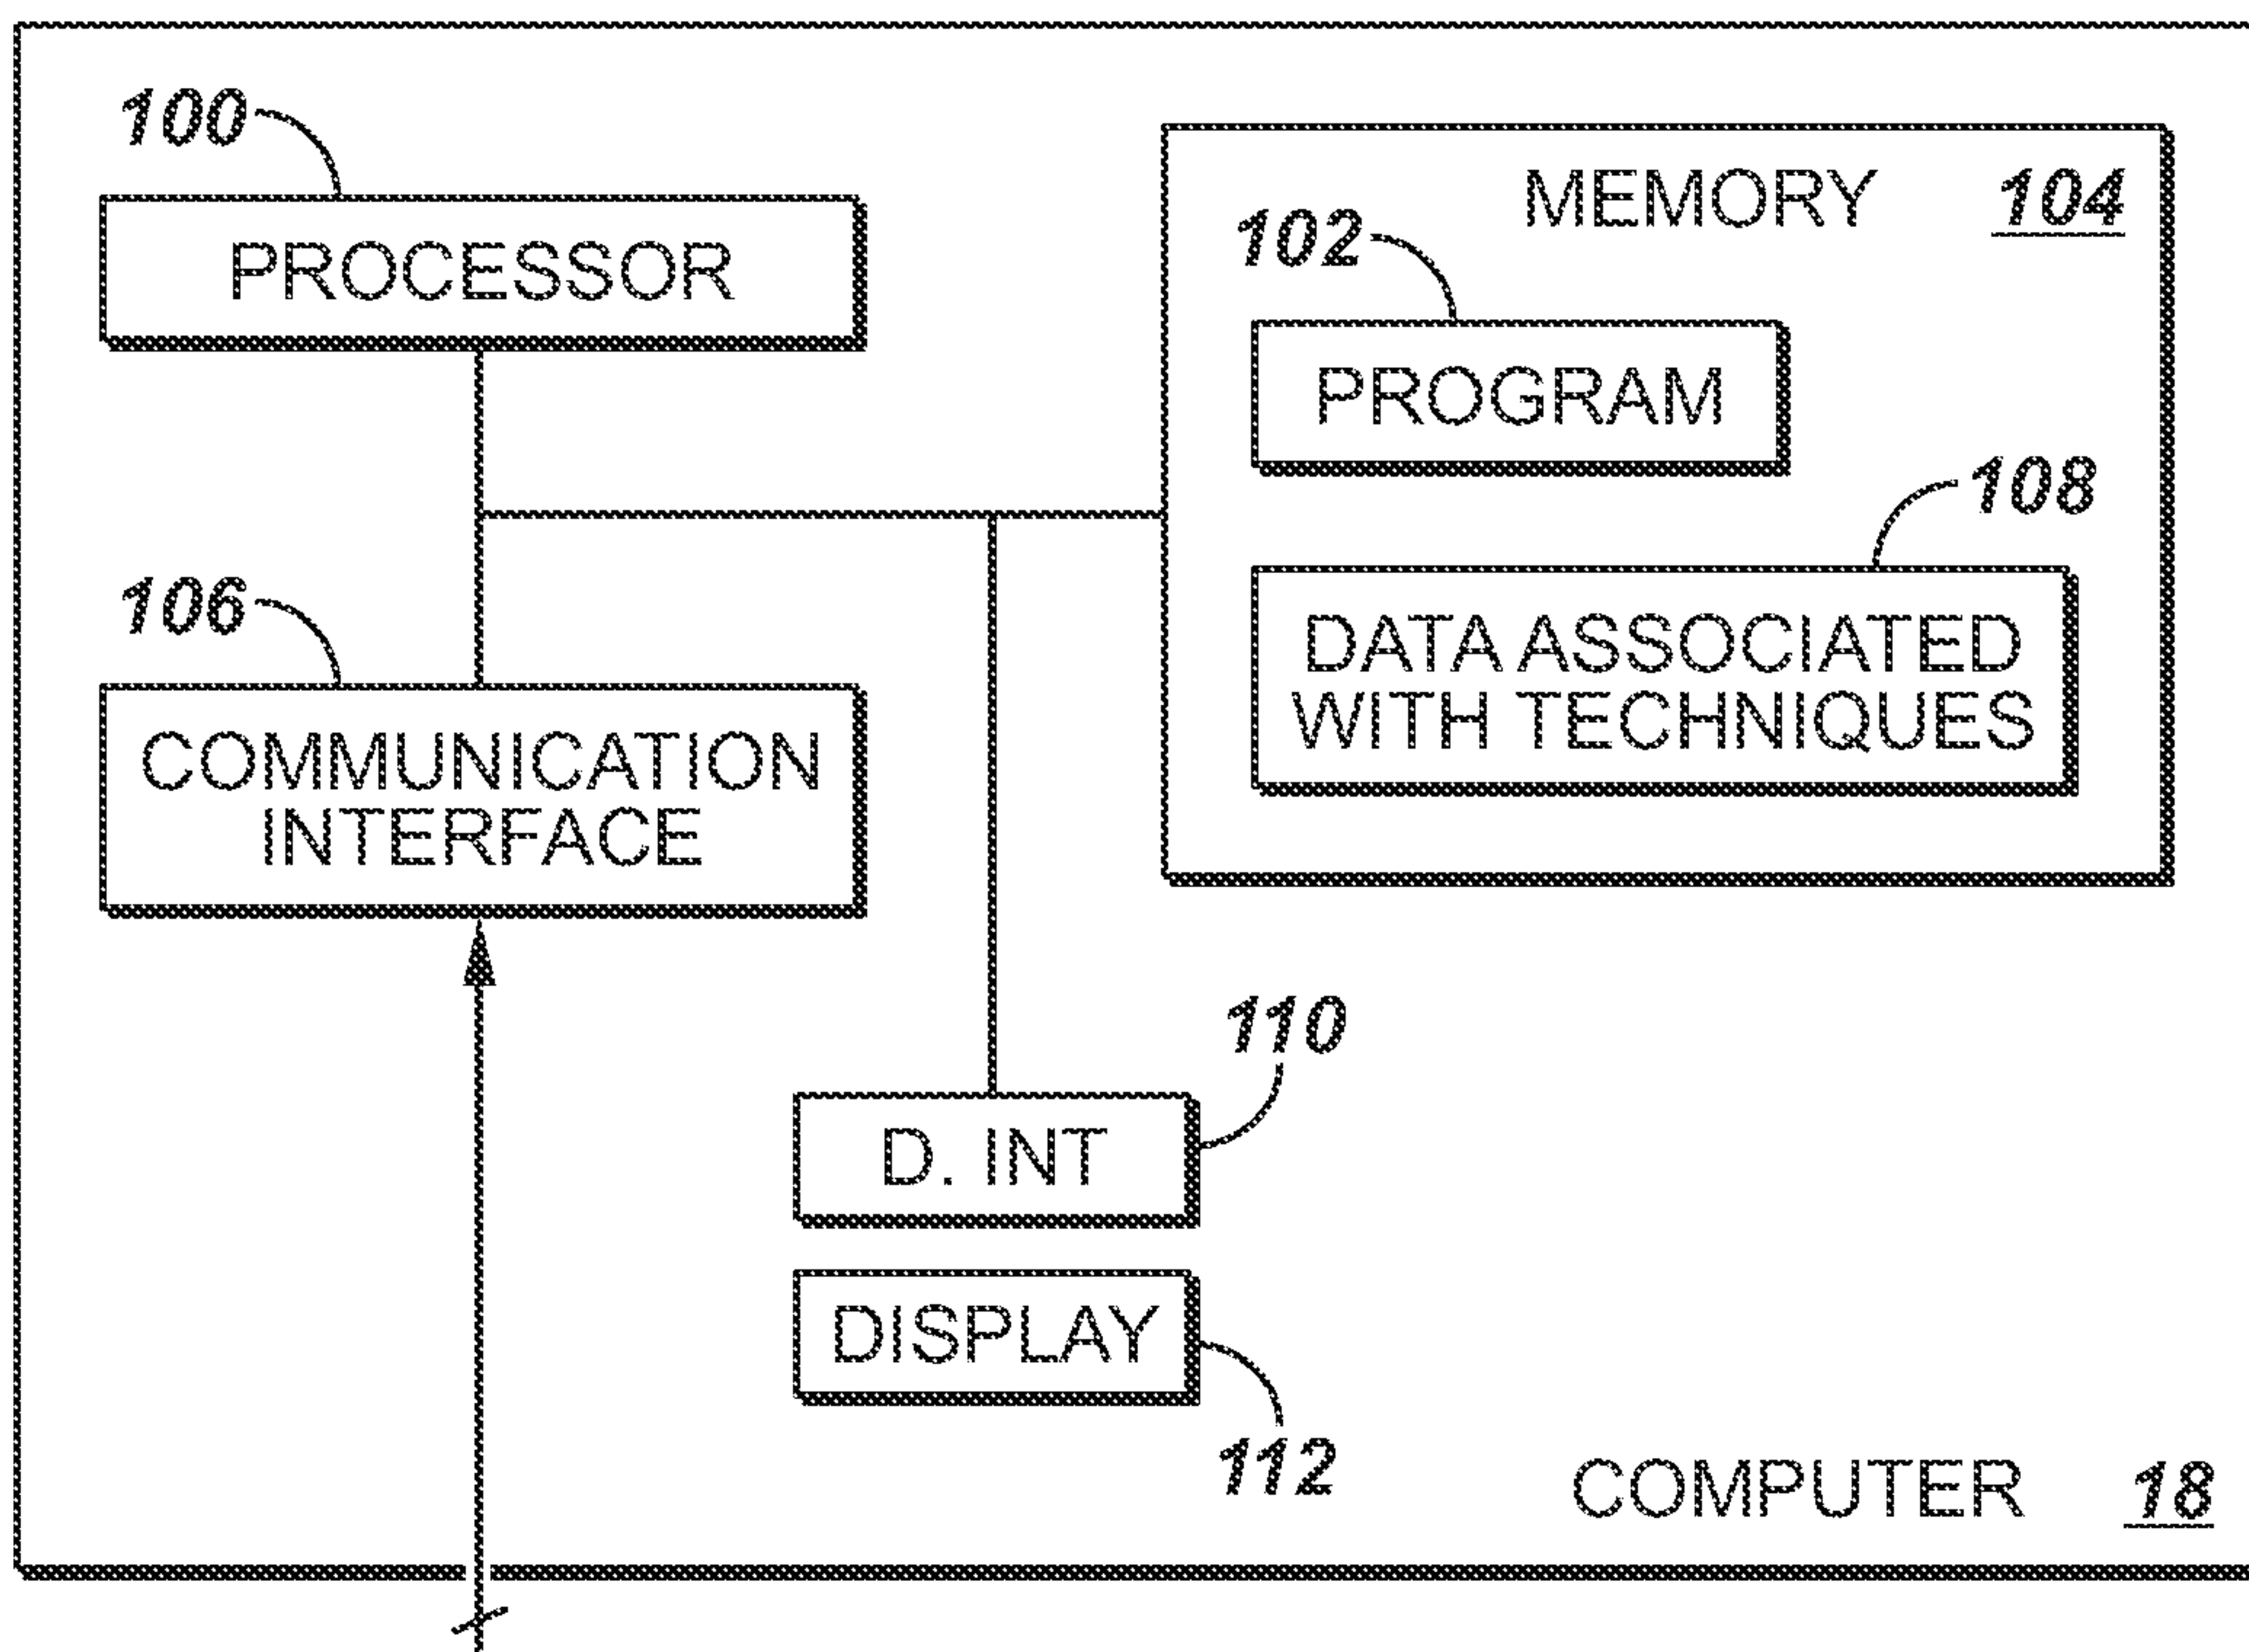 100
PROCESSOR
MEMORY 104
102
PROGRAM
108
DATA ASSOCIATED
WITH TECHNIQUES
106
COMMUNICATION
INTERFACE
110
D. INT
DISPLAY
112
COMPUTER 18